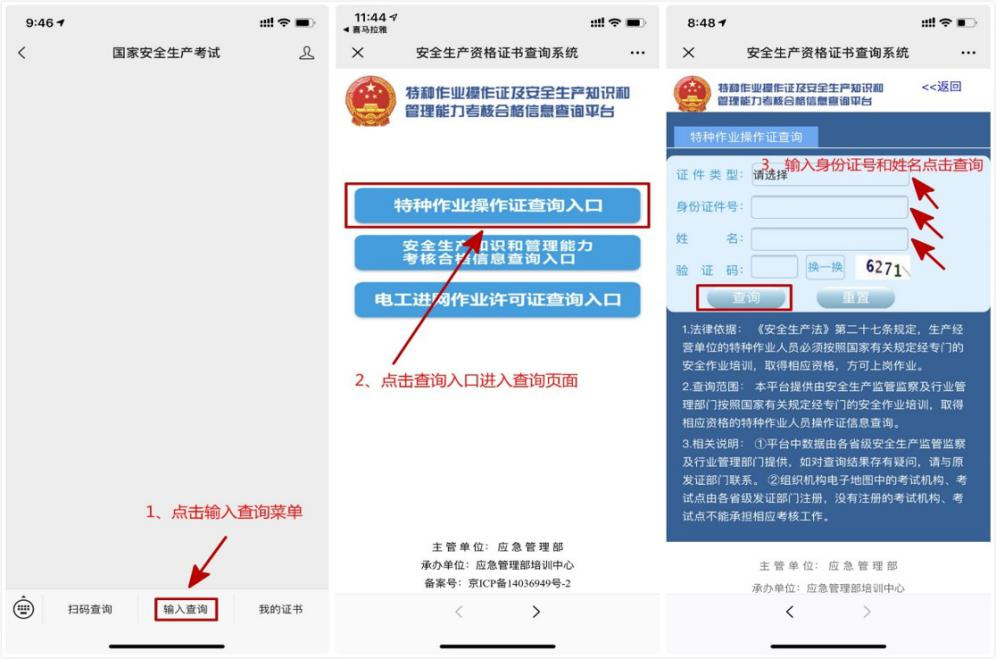 9:46
国家安全生产考试
1、点击输入查询菜单
扫码查询
输入查询
我的证书
11:44
喜马拉雅
安全生产资格证书查询系统
特种作业操作证及安全生产知识和
管理能力考核合格信息查询平台
特种作业操作证查询入口
安全生产知识和管理能力
考核合格信息查询入口
电工进网作业许可证查询入口
2、点击查询入口进入查询页面
主管单位：应急管理部
承办单位：应急管理部培训中心
备案号：京ICP备14036949号-2
8:48
安全生产资格证书查询系统
特种作业操作证及安全生产知识和
管理能力考核合格信息查询平台
<<返回
特种作业操作证查询
3、输入身份证号和姓名点击查询
证件类型：请选择
身份证件号：
姓名：
验证码：
换一换
6271
查询
重置
1.法律依据： 《安全生产法》第二十七条规定，生产经
营单位的特种作业人员必须按照国家有关规定经专门的
安全作业培训，取得相应资格，方可上岗作业。
2.查询范围： 本平台提供由安全生产监管监察及行业管
理部门按照国家有关规定经专门的安全作业培训，取得
相应资格的特种作业人员操作证信息查询。
3.相关说明： ①平台中数据由各省级安全生产监管监察
及行业管理部门提供，如对查询结果存有疑问，请与原
发证部门联系。 ②组织机构电子地图中的考试机构、考
试点由各省级发证部门注册，没有注册的考试机构、考
试点不能承担相应考核工作。
主管单位：应急管理部
承办单位：应急管理部培训中心